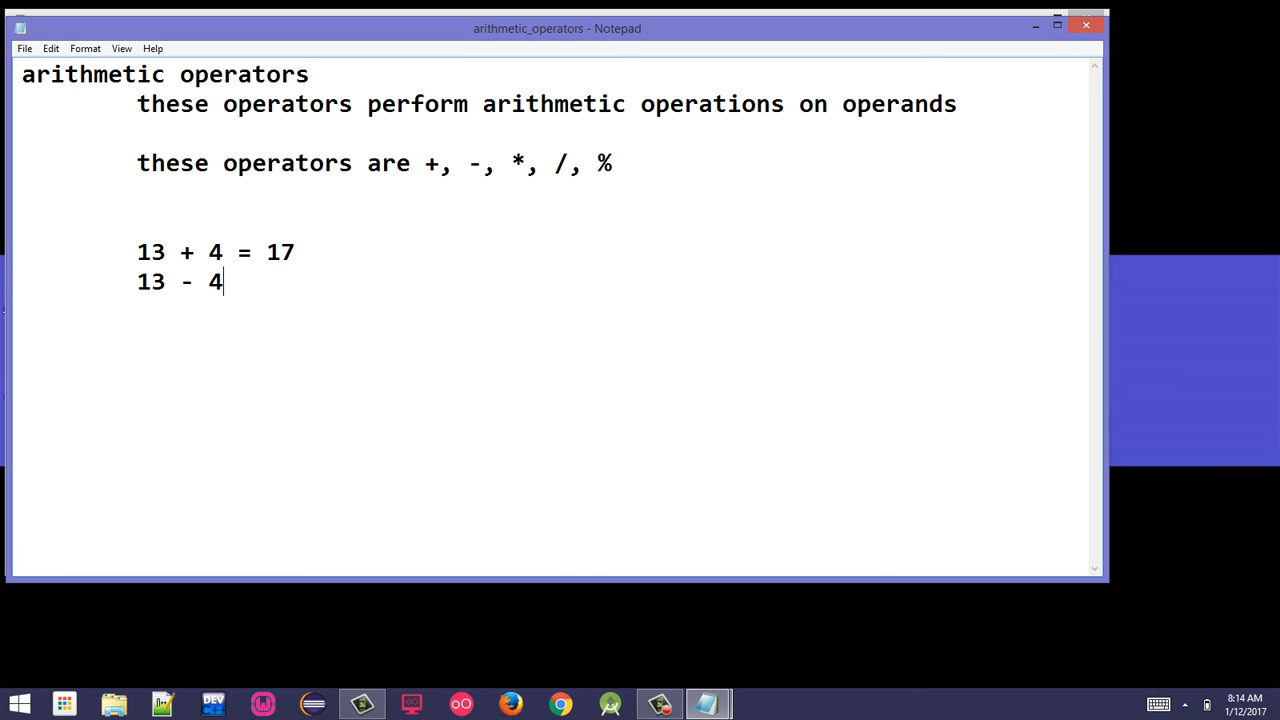 arithmetic_operators - Notepad
File Edit Format View Help
arithmetic operators
these operators perform arithmetic operations on operands
these operators are +, -, *, /, %
13 + 4 = 17
13 - 4
DEV
8:14 AM
1/12/2017